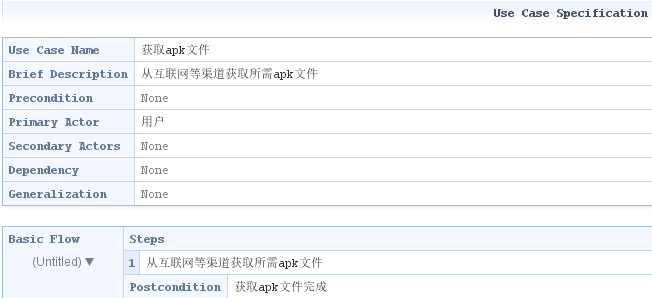 Use Case Specification
Use Case Name 获取apk文件
Brief Description 从互联网等渠道获取所需apk文件
Precondition None
Primary Actor 用户
Secondary Actors None
Dependency None
Generalization None
Basic Flow Steps
(Untitled) ▼
1 从互联网等渠道获取所需apk文件
Postcondition 获取apk文件完成